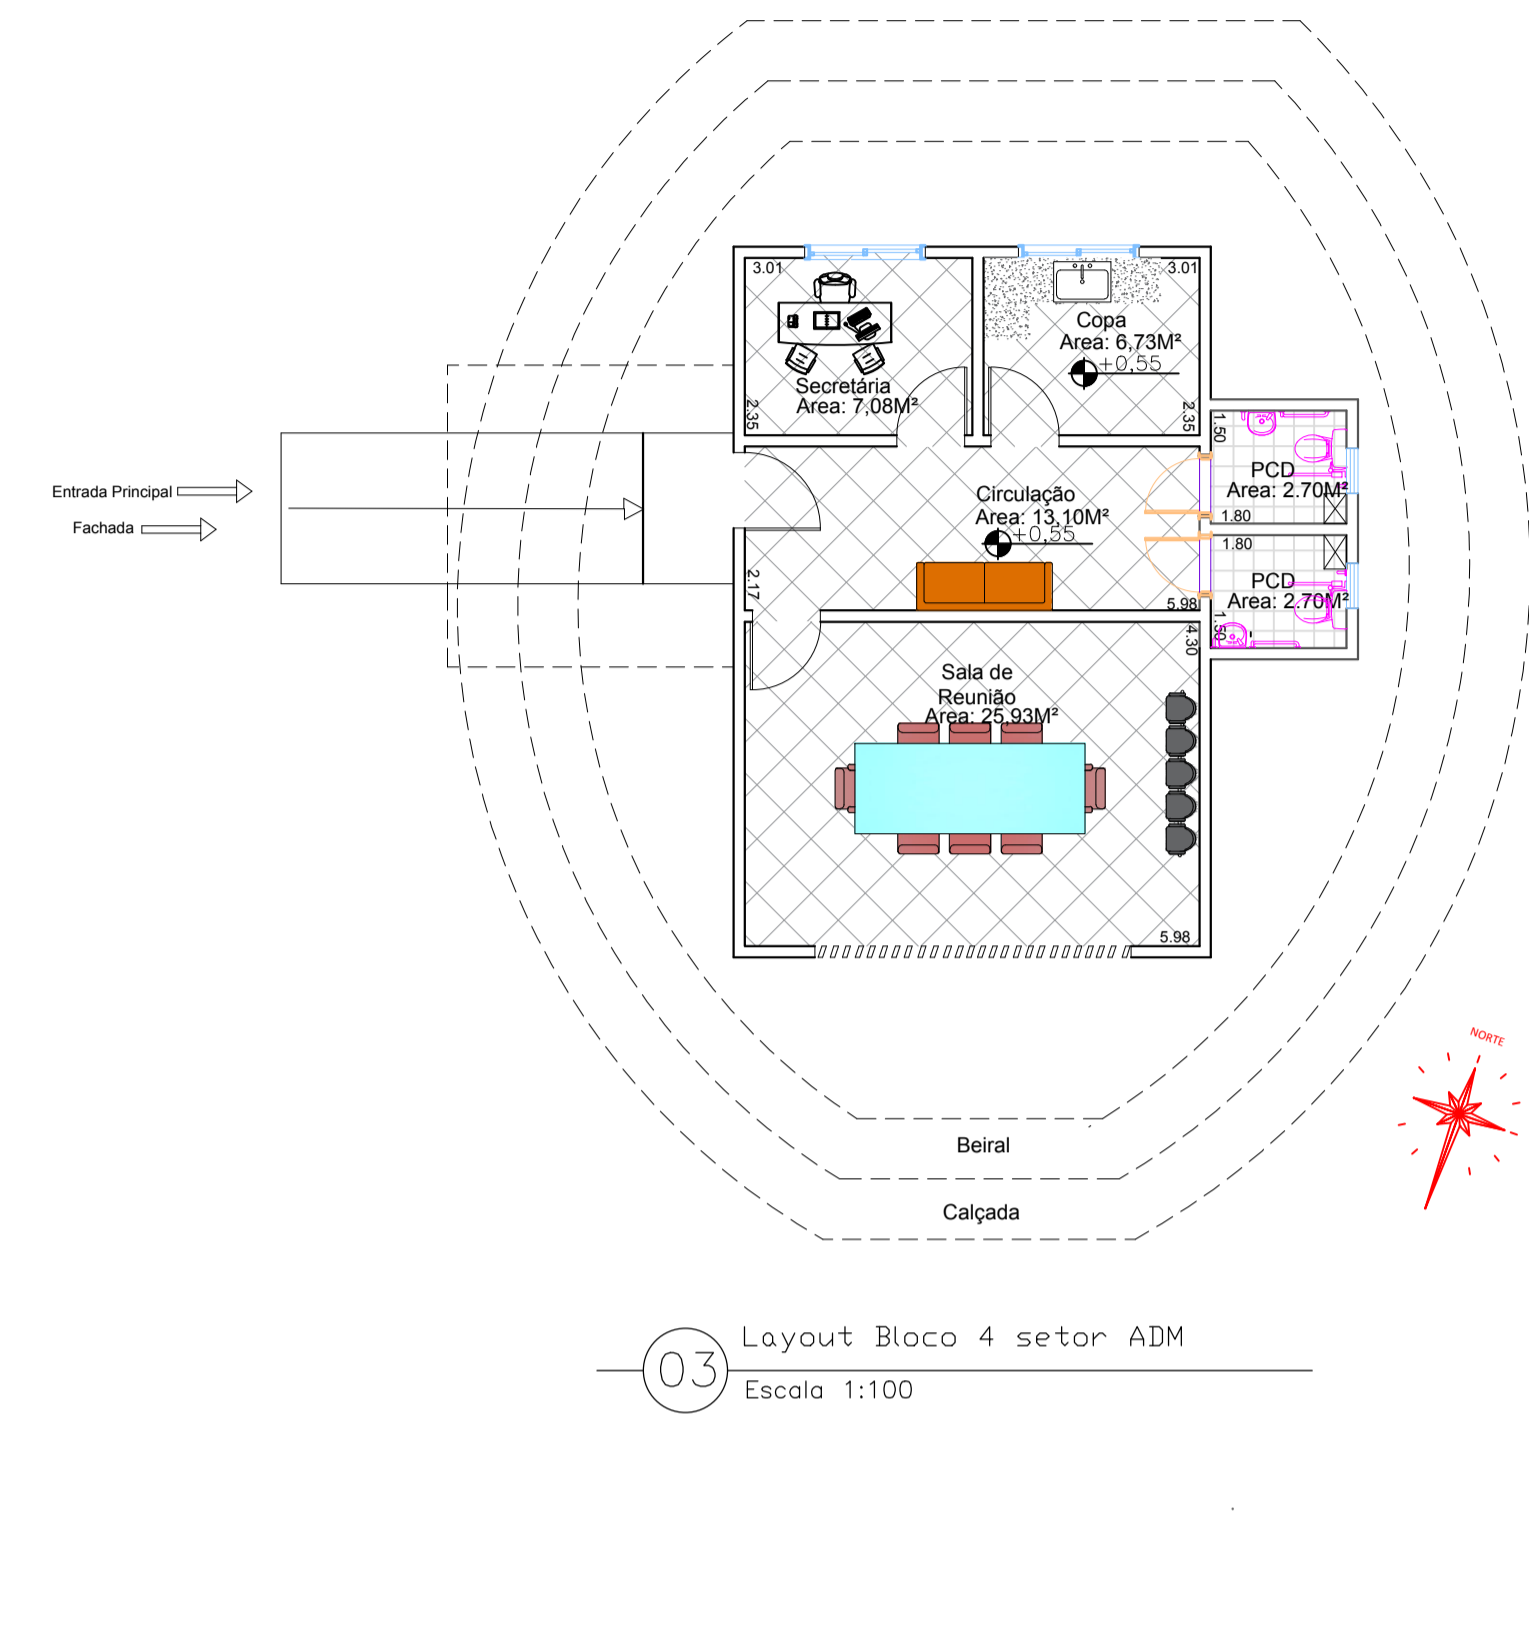 3.01
3.01
Copa
Area: 6,73M²
+0,55
Secretária
Area: 7,08M²
2.35
2.35
1.50
PCD
Area: 2.70M²
1.80
Entrada Principal
Fachada
Circulação
Area: 13,10M²
+0,55
1.80
PCD
Area: 2.70M²
1.50
2.17
5.98
4.30
Sala de
Reunião
Area: 25,93M²
5.98
NORTE
Beiral
Calçada
03
Layout Bloco 4 setor ADM
Escala 1:100